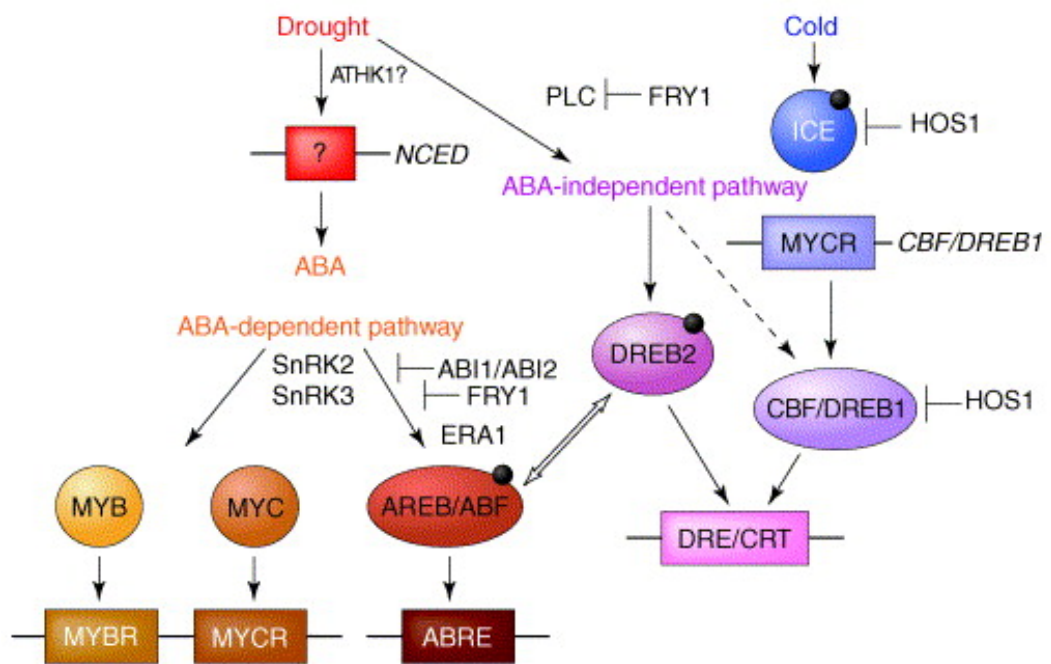 Drought
Cold
ATHK1?
PLC
FRY1
ICE
HOS1
?
NCED
ABA-independent pathway
MYCR
CBF/DREB1
ABA
ABA-dependent pathway
SnRK2
ABI1/ABI2
SnRK3
FRY1
DREB2
CBF/DREB1
HOS1
ERA1
MYB
MYC
AREB/ABF
DRE/CRT
MYBR
MYCR
ABRE